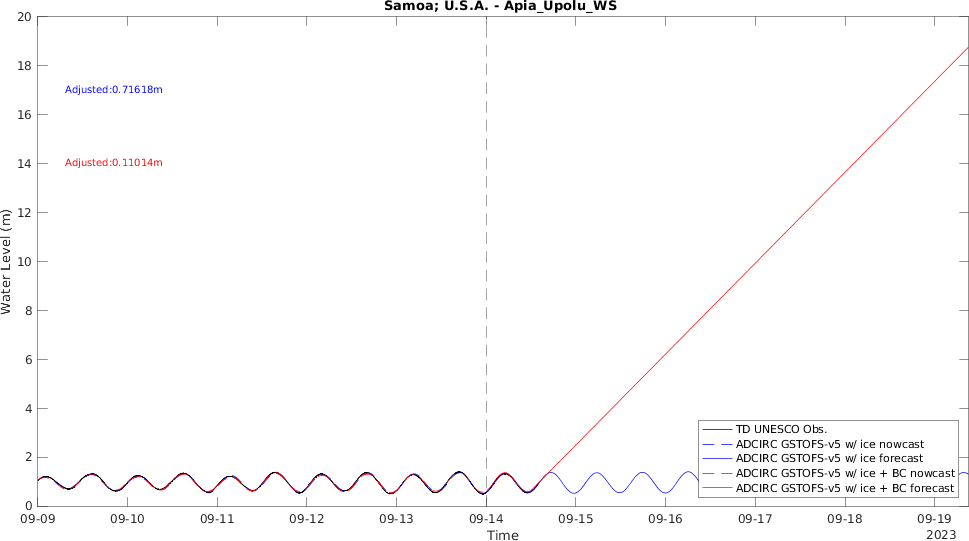 Samoa; U.S.A. - Apia_Upolu_WS
20
18
16
14
12
10
8
6
4
2
0
Water Level (m)
Adjusted:0.71618m
Adjusted:0.11014m
TD UNESCO Obs.
ADCIRC GSTOFS-v5 w/ ice nowcast
ADCIRC GSTOFS-v5 w/ ice forecast
ADCIRC GSTOFS-v5 w/ ice + BC nowcast
ADCIRC GSTOFS-v5 w/ ice + BC forecast
09-09 09-10 09-11 09-12 09-13 09-14 09-15 09-16 09-17 09-18 09-19
Time
2023